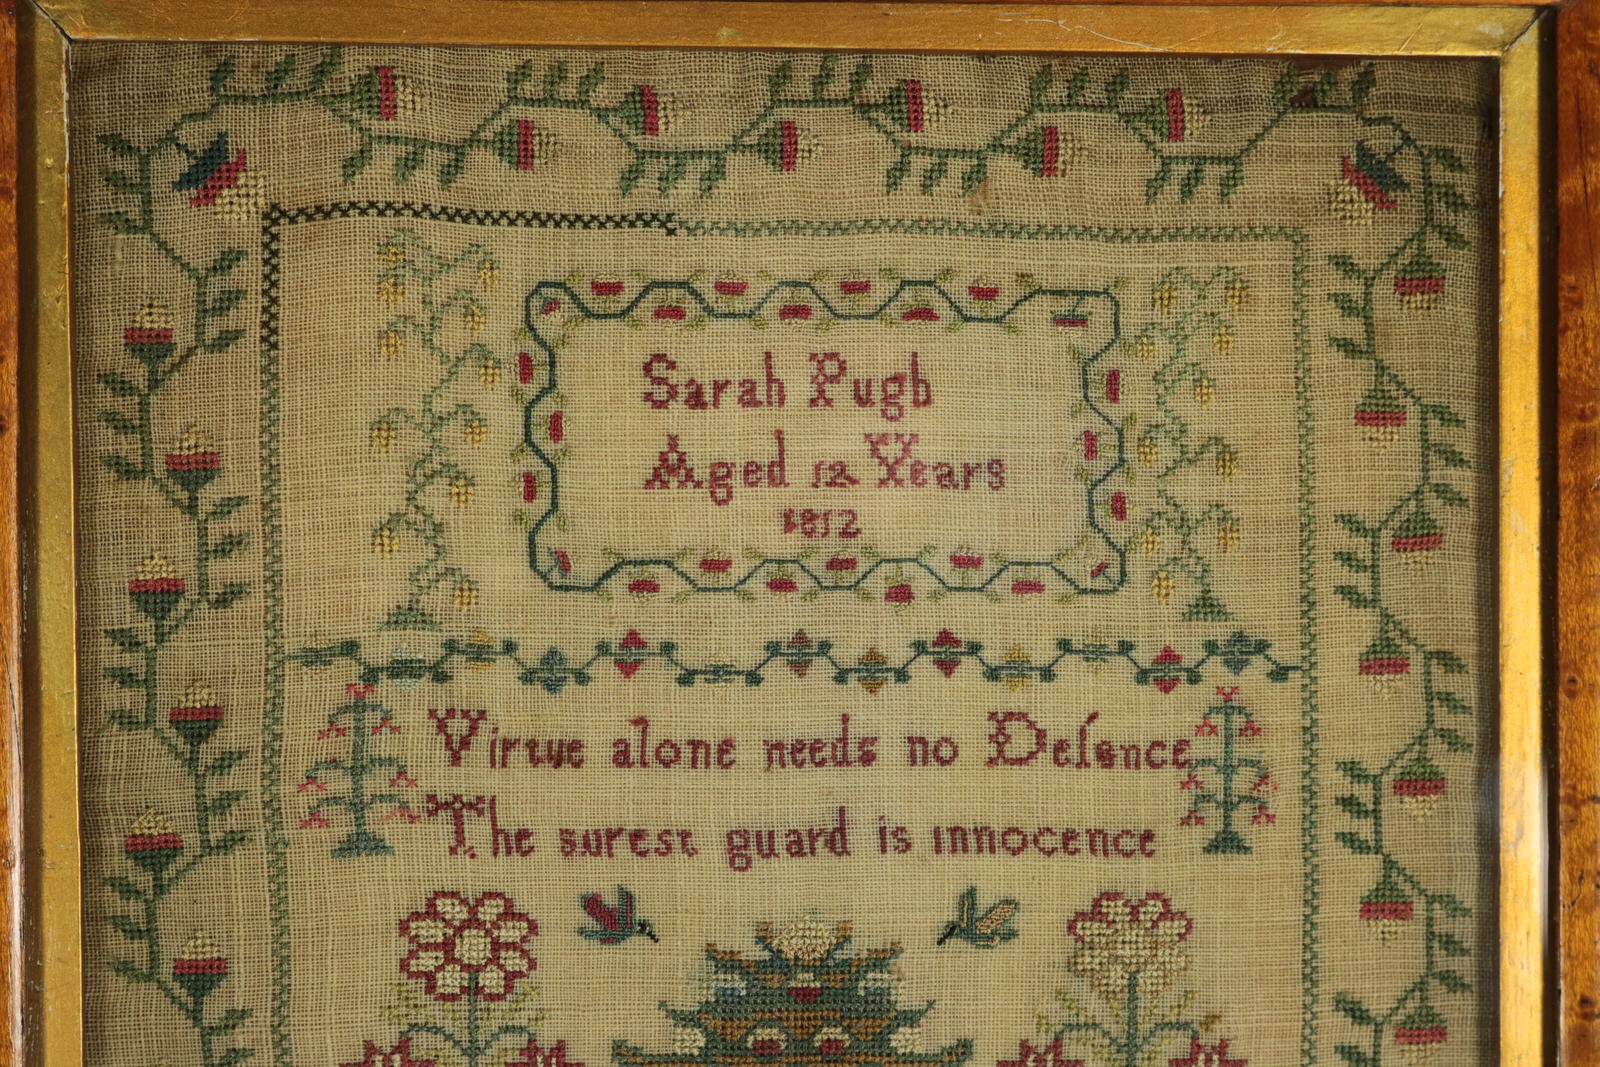 Sarah Pugh
Aged 12 Years
1812
Virtue alone needs no Defence
The surest guard is innocence